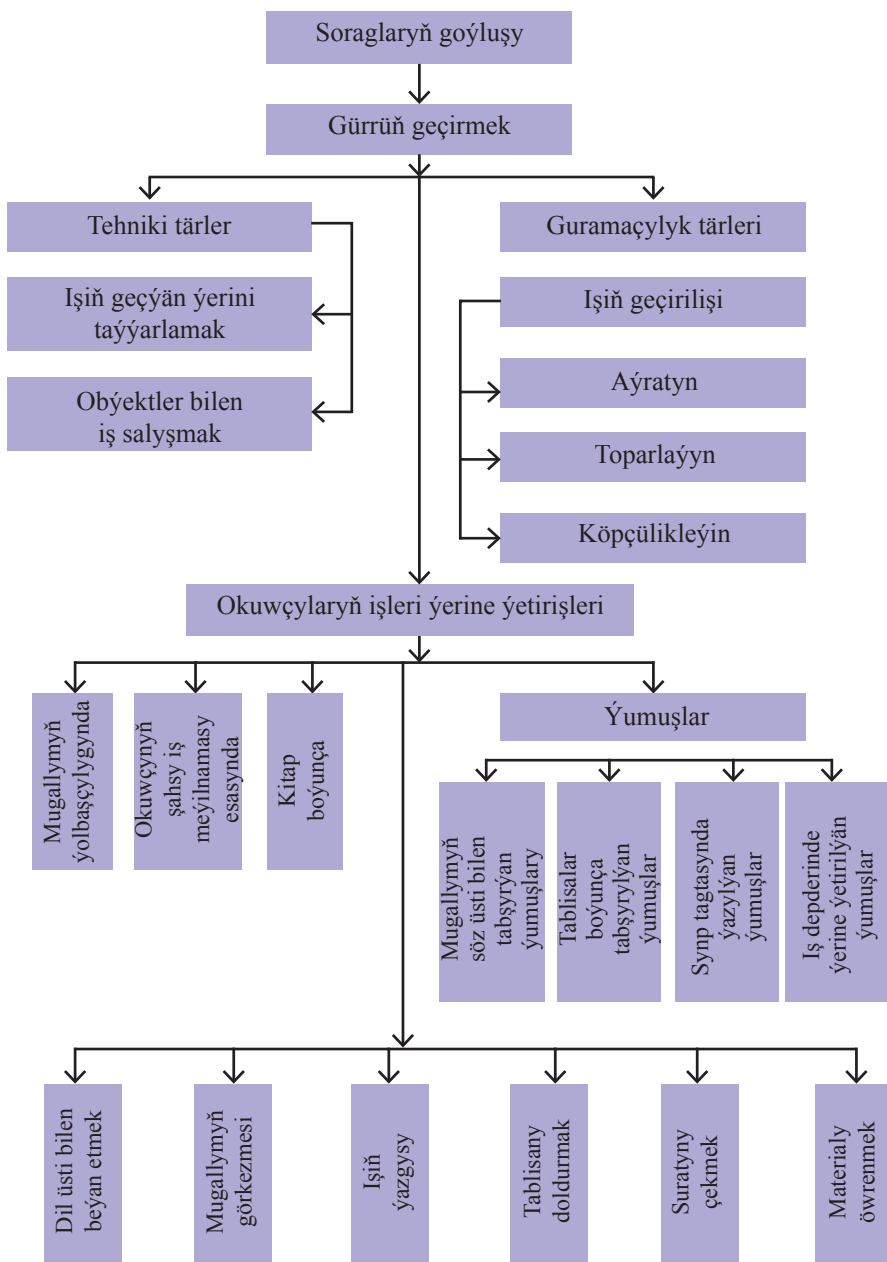 Soraglaryň goýluşy
Gürrüň geçirmek
Tehniki tärler
Guramaçylyk tärleri
Işiň geçýän ýerini
taýýarlamak
Işiň geçirilişi
Obýektler bilen
iş salyşmak
Aýratyn
Toparlaýyn
Köpçülikleýin
Okuwçylaryň işleri ýerine ýetirişleri
Mugallymyň
ýolbaşçylygynda
Okuwçynyň
şahsy iş
meýilnamasy
esasynda
Kitap
boýunça
Ýumuşlar
Mugallymyň
söz üsti bilen
tabşyrýan
ýumuşlary
Tablisalar
boýunça
tabşyrylýan
ýumuşlar
Synp tagtasynda
ýazylýan
ýumuşlar
Iş depderinde
ýerine ýetirilýän
ýumuşlar
Dil üsti bilen
beýan etmek
Mugallymyň
görkezmesi
Işiň
ýazgysy
Tablisany
doldurmak
Suratyny
çekmek
Materialy
öwrenmek